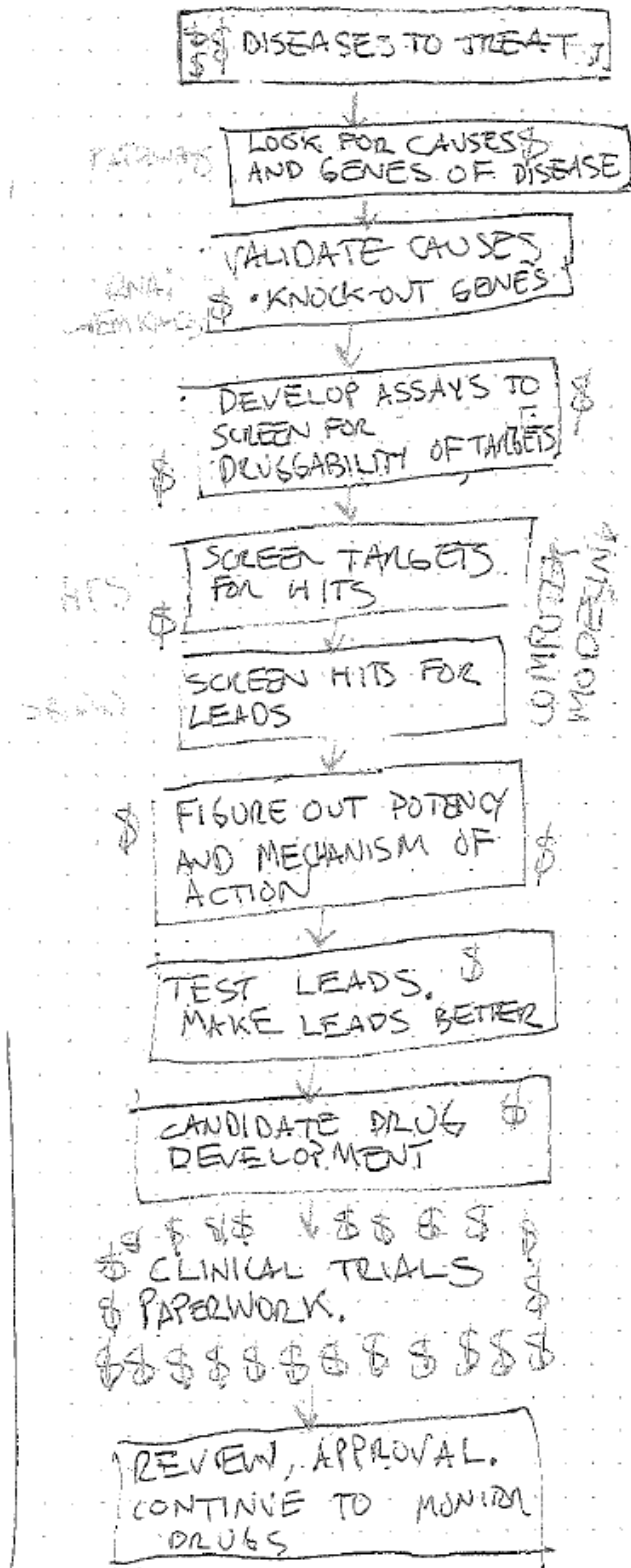 $$ DISEASES TO TREAT
$$
PATHWAYS
LOOK FOR CAUSES $
AND GENES OF DISEASE
VALIDATE CAUSES
$ • KNOCK-OUT GENES
RNAi
DEVELOP ASSAYS TO $
SCREEN FOR
$ DRUGGABILITY OF TARGETS
SCREEN TARGETS
FOR HITS
HTS
$
COMPUTER
MODELING
SCREEN HITS FOR
LEADS
$ FIGURE OUT POTENCY
AND MECHANISM OF $
ACTION
TEST LEADS. $
MAKE LEADS BETTER
CANDIDATE DRUG $
DEVELOPMENT
$ $ $ $ $ $ $ $ $
$ CLINICAL TRIALS $
$ PAPERWORK. $
$ $ $ $ $ $ $ $ $ $ $ $
REVIEW, APPROVAL.
CONTINUE TO MONITOR
DRUGS